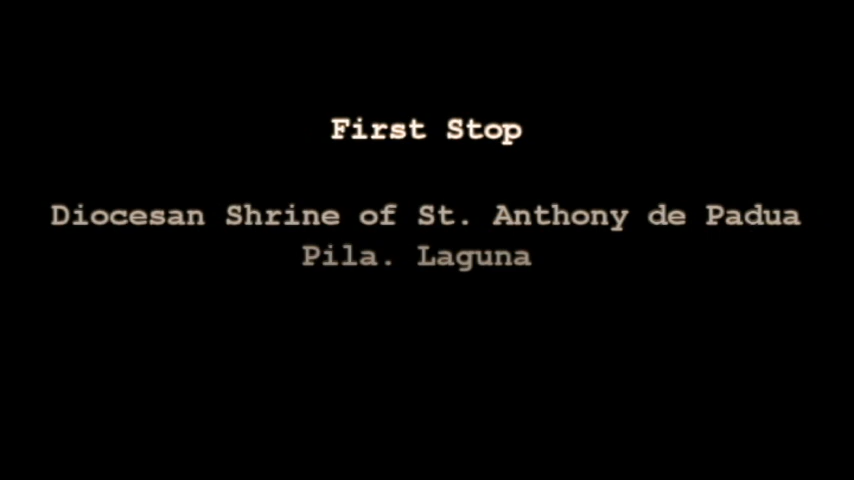 First Stop
Diocesan Shrine of St. Anthony de Padua
Pila. Laguna